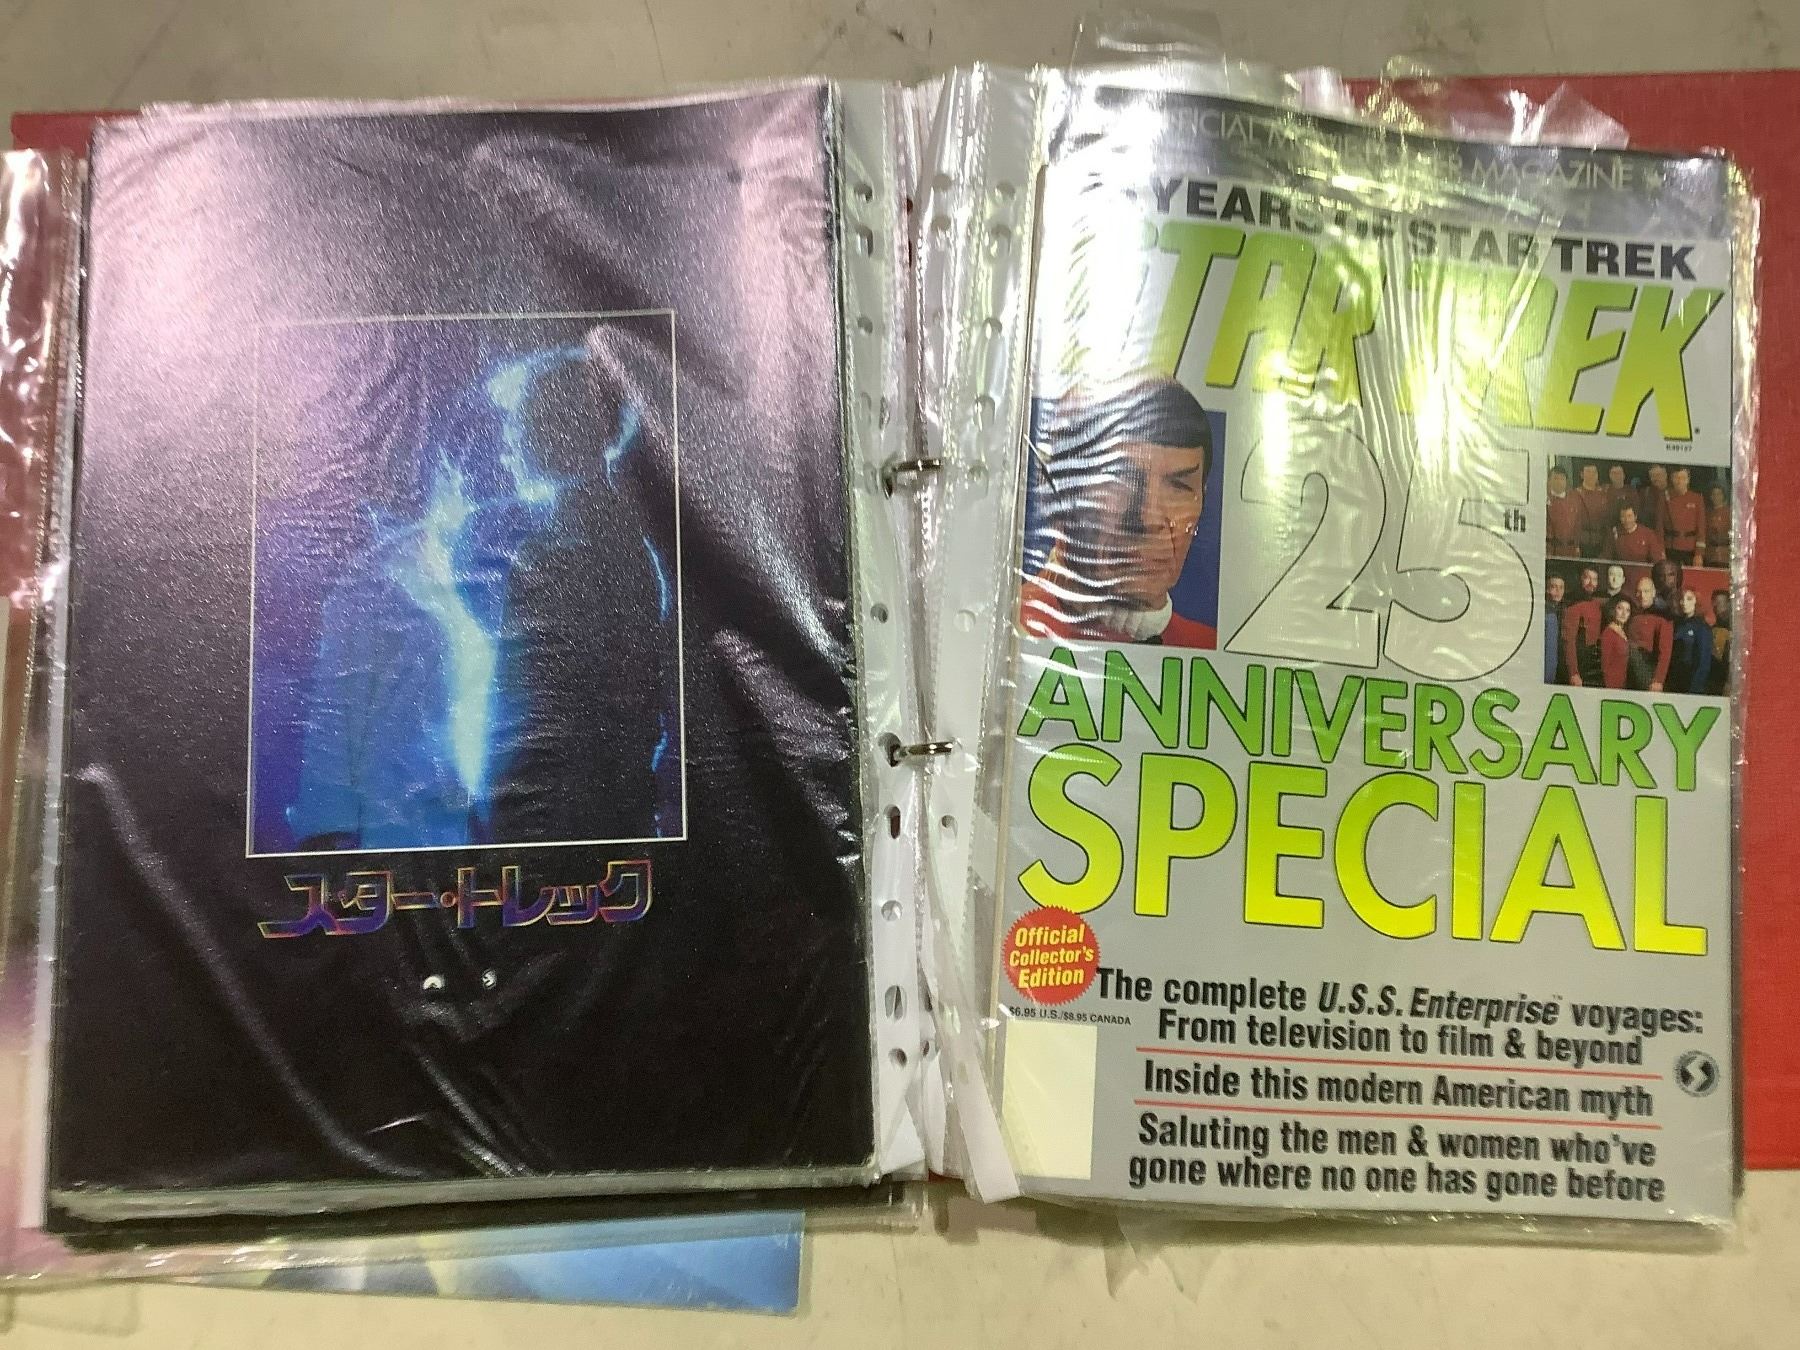 スター・トレック
MAGAZINE
YEARS OF STAR TREK
STAR TREK
25th
ANNIVERSARY
SPECIAL
Official
Collector's
Edition
$6.95 U.S./$8.95 CANADA
The complete U.S.S. Enterprise™ voyages:
From television to film & beyond
Inside this modern American myth
Saluting the men & women who've
gone where no one has gone before